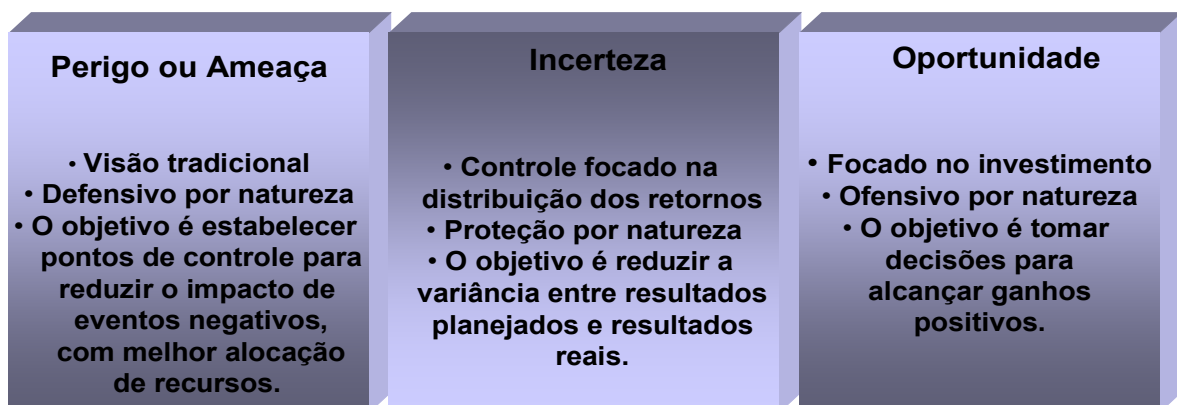 Perigo ou Ameaça
• Visão tradicional
• Defensivo por natureza
• O objetivo é estabelecer
pontos de controle para
reduzir o impacto de
eventos negativos,
com melhor alocação
de recursos.
Incerteza
• Controle focado na
distribuição dos retornos
• Proteção por natureza
• O objetivo é reduzir a
variância entre resultados
planejados e resultados
reais.
Oportunidade
• Focado no investimento
• Ofensivo por natureza
• O objetivo é tomar
decisões para
alcançar ganhos
positivos.